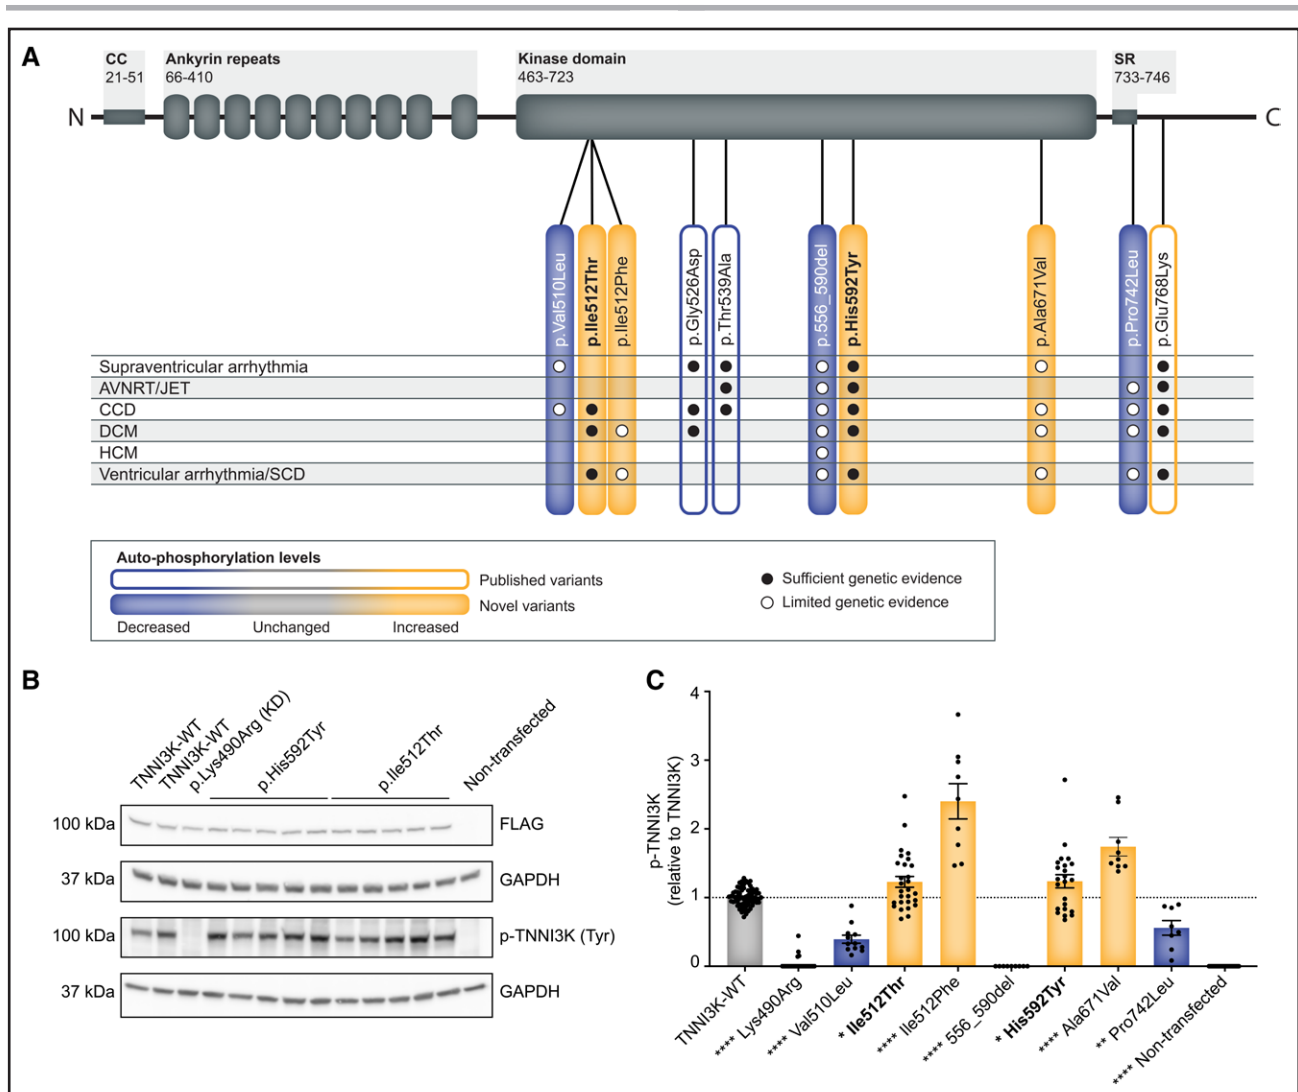 A
CC
21-51
Ankyrin repeats
66-410
Kinase domain
463-723
SR
733-746
N
C
p.Val510Leu
p.Ile512Thr
p.Ile512Phe
p.Gly526Asp
p.Thr539Ala
p.556_590del
p.His592Tyr
p.Ala671Val
p.Pro742Leu
p.Glu768Lys
Supraventricular arrhythmia
AVNRT/JET
CCD
DCM
HCM
Ventricular arrhythmia/SCD
Auto-phosphorylation levels
Published variants
Novel variants
Decreased Unchanged Increased
Sufficient genetic evidence
Limited genetic evidence
B
TNNI3K-WT
TNNI3K-WT
p.Lys490Arg (KD)
p.His592Tyr
p.Ile512Thr
Non-transfected
100 kDa FLAG
37 kDa GAPDH
100 kDa p-TNNI3K (Tyr)
37 kDa GAPDH
C
p-TNNI3K
(relative to TNNI3K)
4
3
2
1
0
TNNI3K-WT
**** Lys490Arg
**** Val510Leu
* Ile512Thr
**** Ile512Phe
**** 556_590del
* His592Tyr
**** Ala671Val
** Pro742Leu
**** Non-transfected